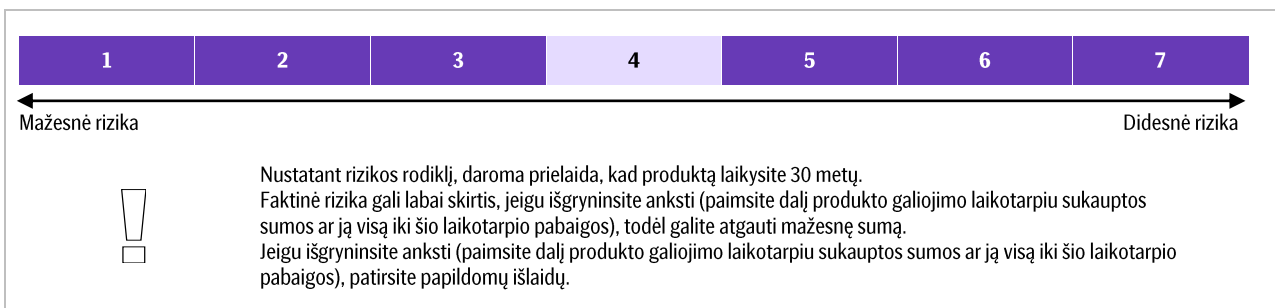 1 2 3 4 5 6 7
Mažesnė rizika Didesnė rizika
Nustatant rizikos rodiklį, daroma prielaida, kad produktą laikysite 30 metų.
Faktinė rizika gali labai skirtis, jeigu išgryninsite anksti (paimsite dalį produkto galiojimo laikotarpiu sukauptos
sumos ar ją visą iki šio laikotarpio pabaigos), todėl galite atgauti mažesnę sumą.
Jeigu išgryninsite anksti (paimsite dalį produkto galiojimo laikotarpiu sukauptos sumos ar ją visą iki šio laikotarpio
pabaigos), patirsite papildomų išlaidų.